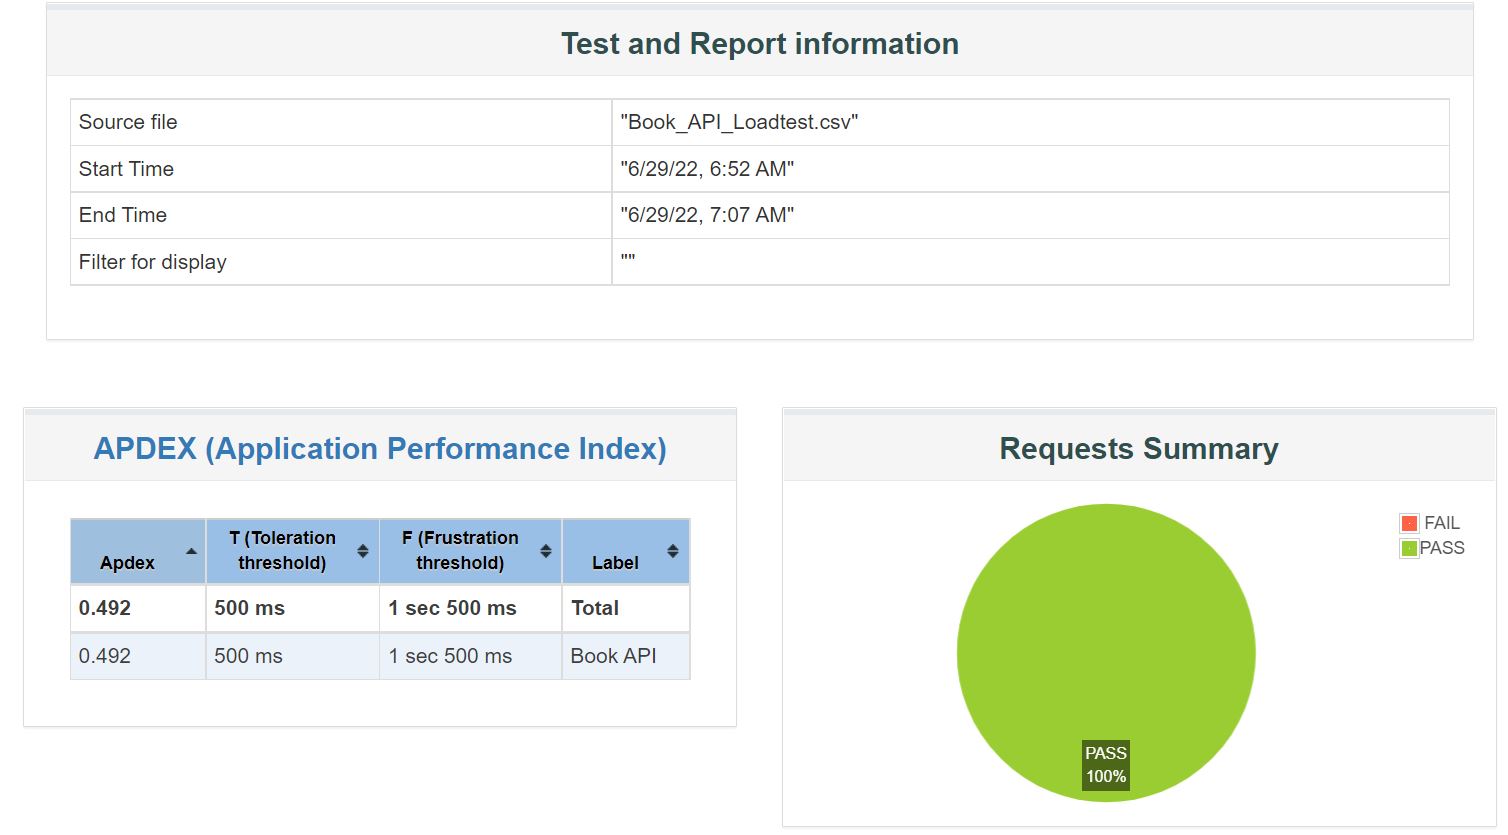 Test and Report information
Source file "Book_API_Loadtest.csv"
Start Time "6/29/22, 6:52 AM"
End Time "6/29/22, 7:07 AM"
Filter for display ""
APDEX (Application Performance Index)
Apdex T (Toleration threshold) F (Frustration threshold) Label
0.492 500 ms 1 sec 500 ms Total
0.492 500 ms 1 sec 500 ms Book API
Requests Summary
FAIL
PASS
PASS
100%